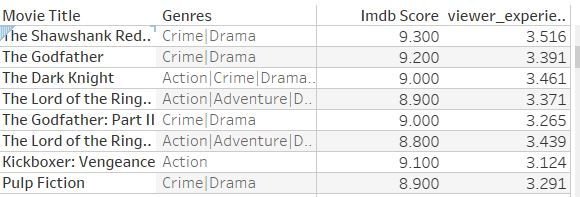 Movie Title Genres Imdb Score viewer_experie..
The Shawshank Red.. Crime|Drama 9.300 3.516
The Godfather Crime|Drama 9.200 3.391
The Dark Knight Action|Crime|Drama.. 9.000 3.461
The Lord of the Ring.. Action|Adventure|D.. 8.900 3.371
The Godfather: Part II Crime|Drama 9.000 3.265
The Lord of the Ring.. Action|Adventure|D.. 8.800 3.439
Kickboxer: Vengeance Action 9.100 3.124
Pulp Fiction Crime|Drama 8.900 3.291